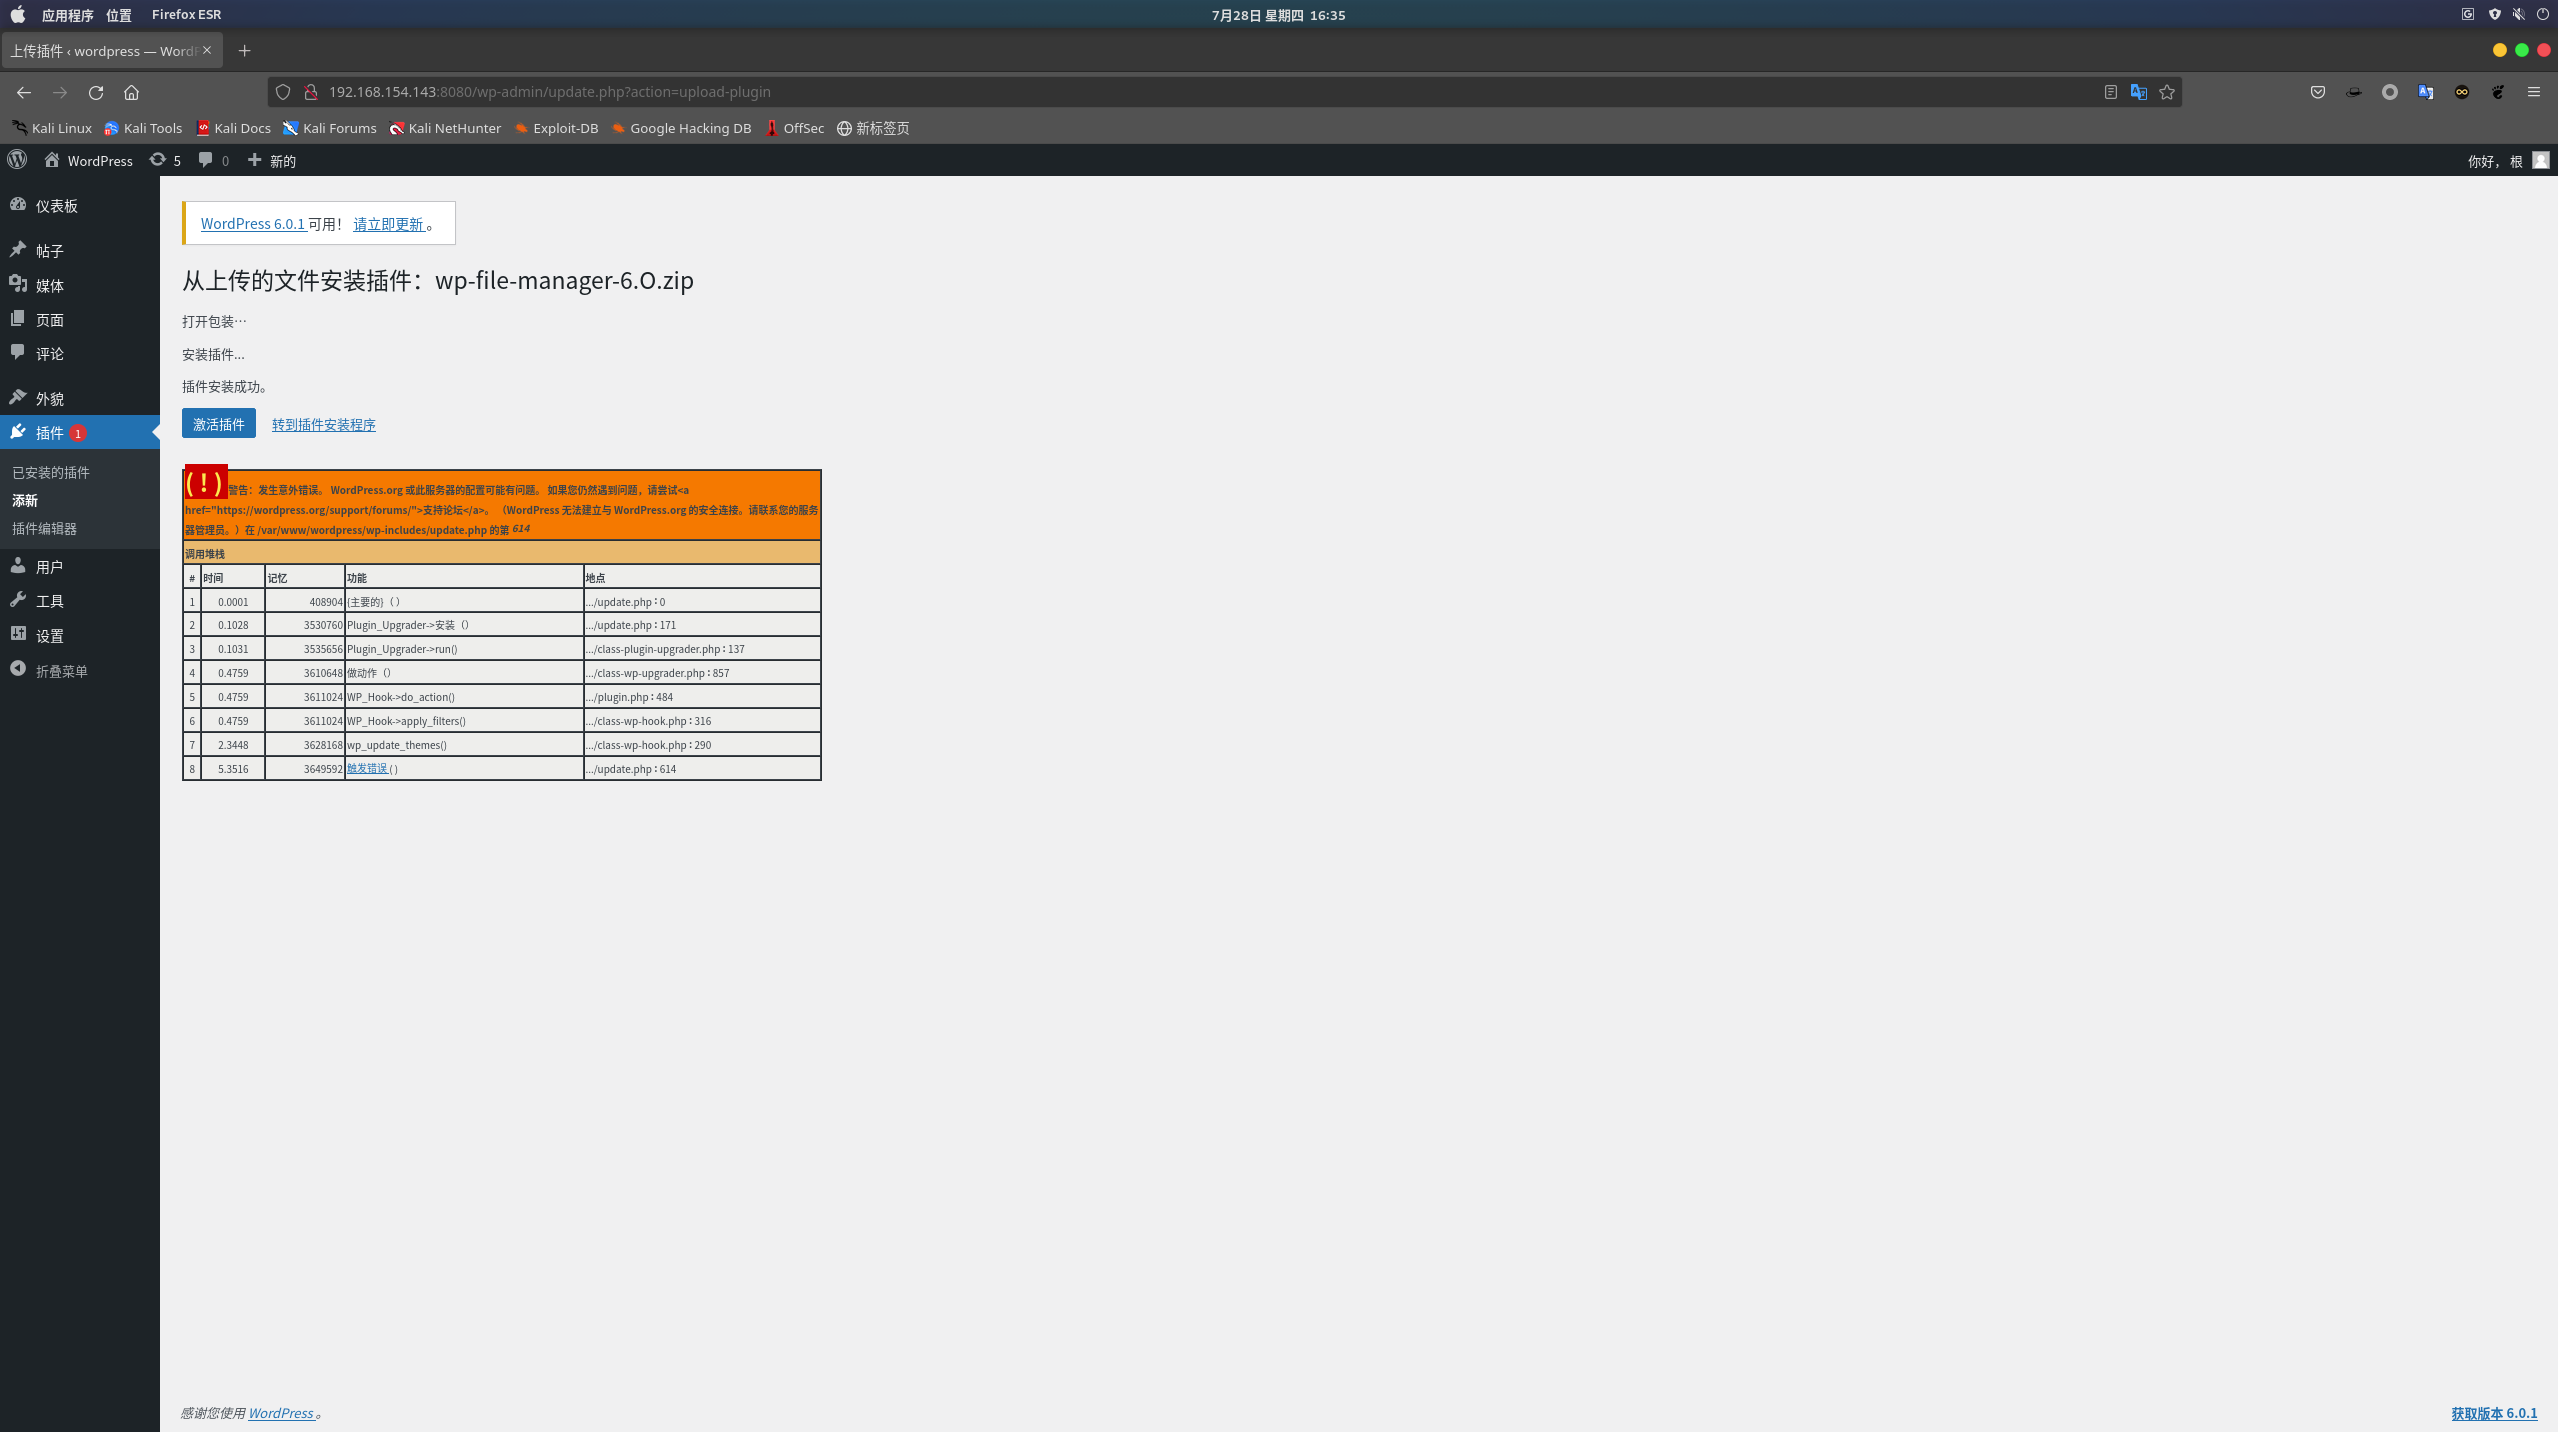 应用程序 位置 Firefox ESR 7月28日 星期四 16:35
上传插件 ‹ wordpress — WordP
192.168.154.143:8080/wp-admin/update.php?action=upload-plugin
Kali Linux Kali Tools Kali Docs Kali Forums Kali NetHunter Exploit-DB Google Hacking DB OffSec 新标签页
WordPress 5 0 新的 你好， 根
仪表板
帖子
媒体
页面
评论
外貌
插件 1
已安装的插件
添新
插件编辑器
用户
工具
设置
折叠菜单
WordPress 6.0.1 可用！ 请立即更新 。
从上传的文件安装插件：wp-file-manager-6.O.zip
打开包装…
安装插件...
插件安装成功。
激活插件 转到插件安装程序
( ! ) 警告：发生意外错误。 WordPress.org 或此服务器的配置可能有问题。 如果您仍然遇到问题，请尝试<a
href="https://wordpress.org/support/forums/">支持论坛</a>。 （WordPress 无法建立与 WordPress.org 的安全连接。请联系您的服务
器管理员。）在 /var/www/wordpress/wp-includes/update.php 的第 614
调用堆栈
# 时间 记忆 功能 地点
1 0.0001 408904 {主要的}（ ） .../update.php : 0
2 0.1028 3530760 Plugin_Upgrader->安装（） .../update.php : 171
3 0.1031 3535656 Plugin_Upgrader->run() .../class-plugin-upgrader.php : 137
4 0.4759 3610648 做动作（） .../class-wp-upgrader.php : 857
5 0.4759 3611024 WP_Hook->do_action() .../plugin.php : 484
6 0.4759 3611024 WP_Hook->apply_filters() .../class-wp-hook.php : 316
7 2.3448 3628168 wp_update_themes() .../class-wp-hook.php : 290
8 5.3516 3649592 触发错误 ( ) .../update.php : 614
感谢您使用 WordPress 。 获取版本 6.0.1